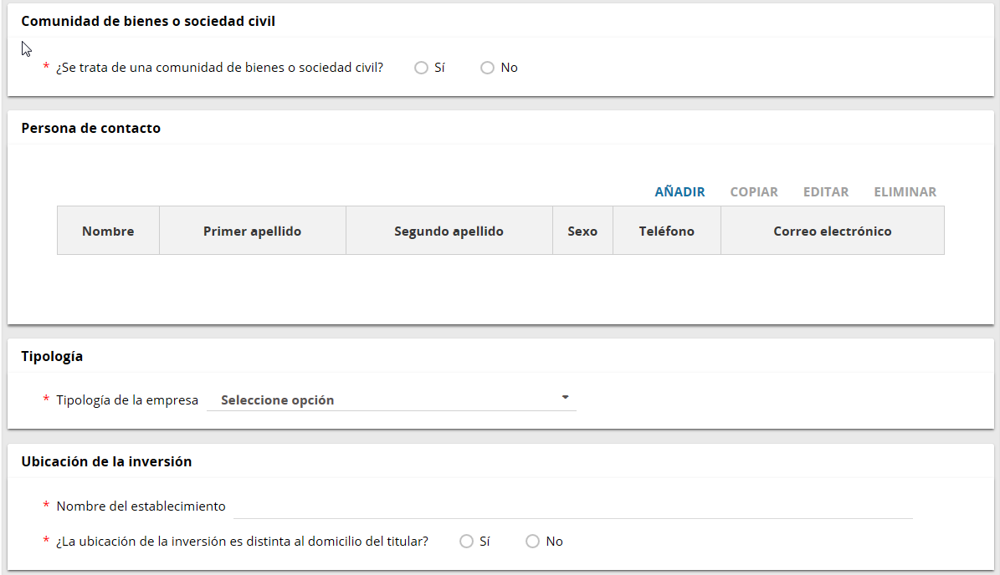 Comunidad de bienes o sociedad civil
* ¿Se trata de una comunidad de bienes o sociedad civil? Sí No
Persona de contacto
AÑADIR COPIAR EDITAR ELIMINAR
Nombre Primer apellido Segundo apellido Sexo Teléfono Correo electrónico
Tipología
* Tipología de la empresa Seleccione opción
Ubicación de la inversión
* Nombre del establecimiento
* ¿La ubicación de la inversión es distinta al domicilio del titular? Sí No